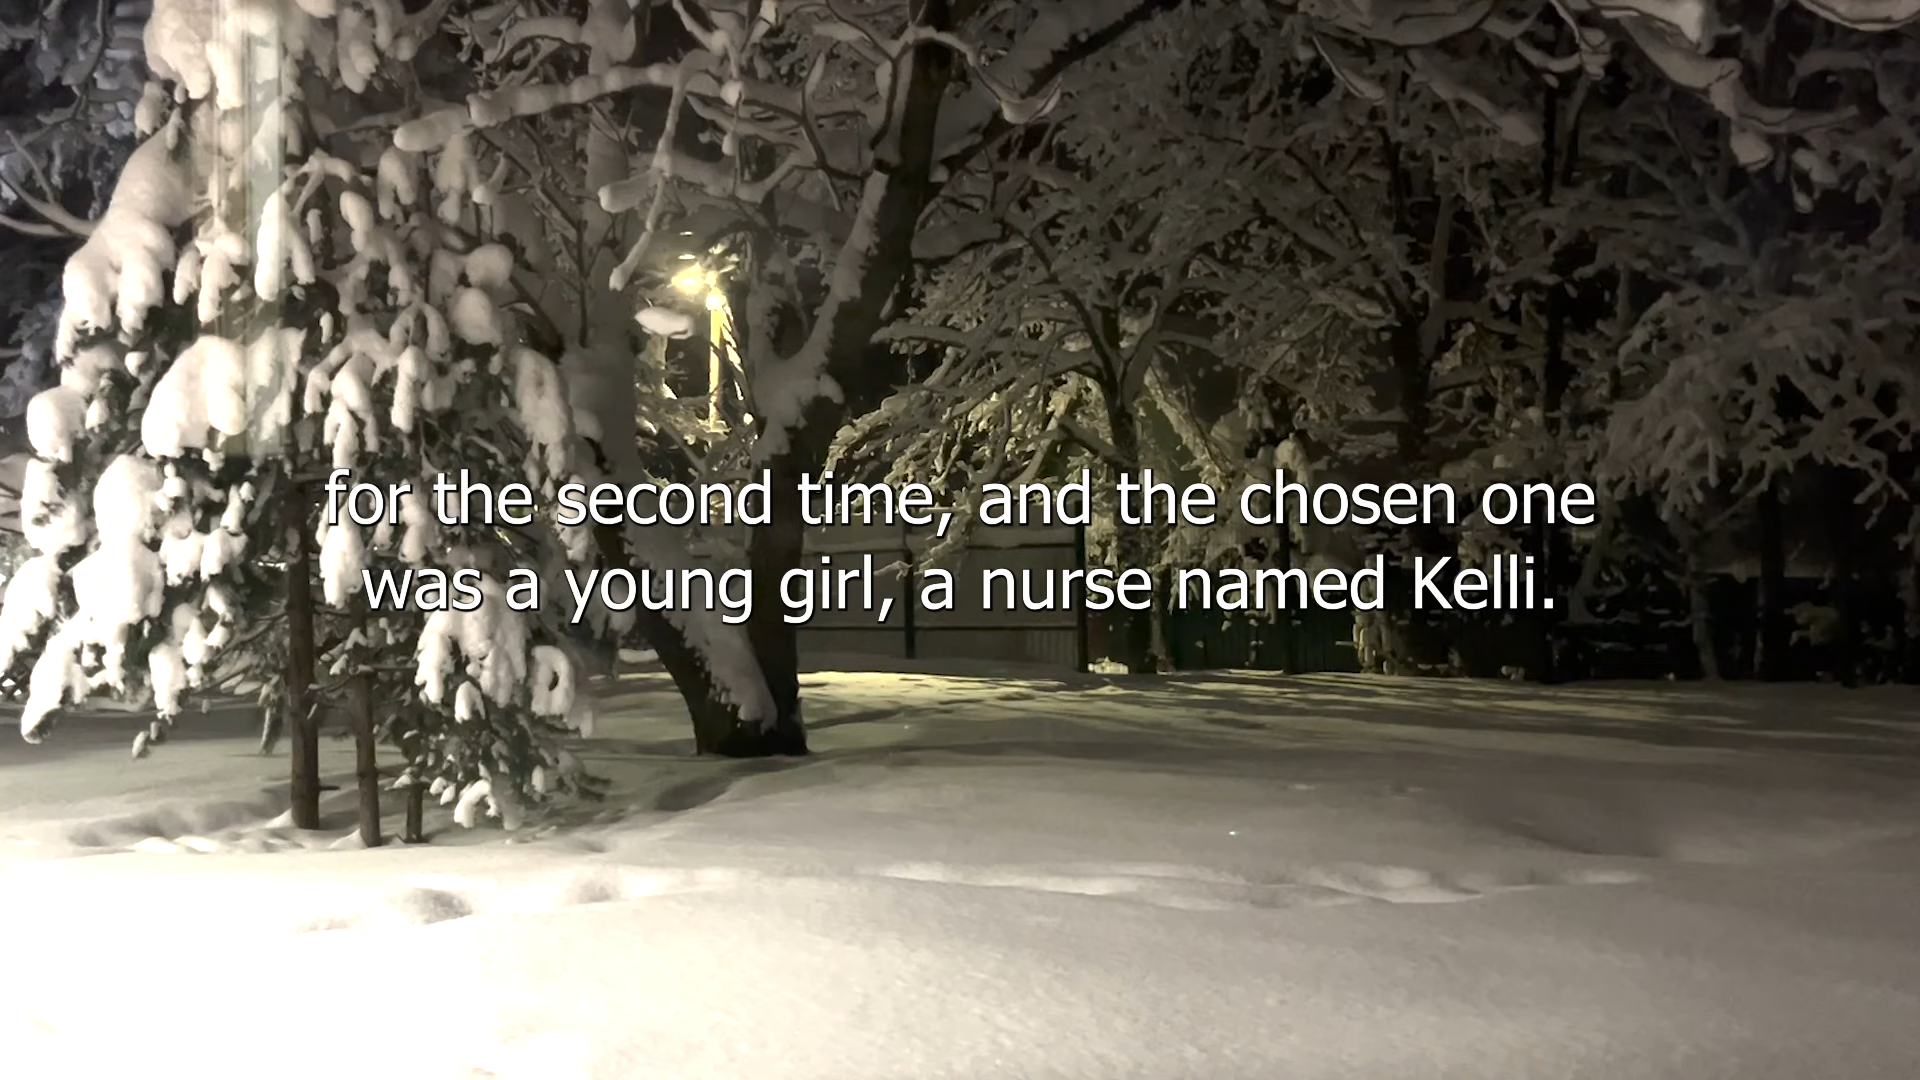 for the second time, and the chosen one
was a young girl, a nurse named Kelli.